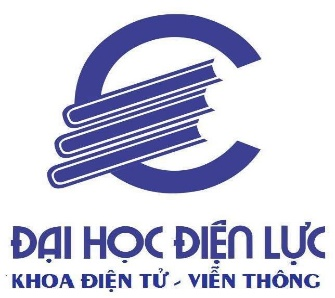 ĐẠI HỌC ĐIỆN LỰC
KHOA ĐIỆN TỬ - VIỄN THÔNG